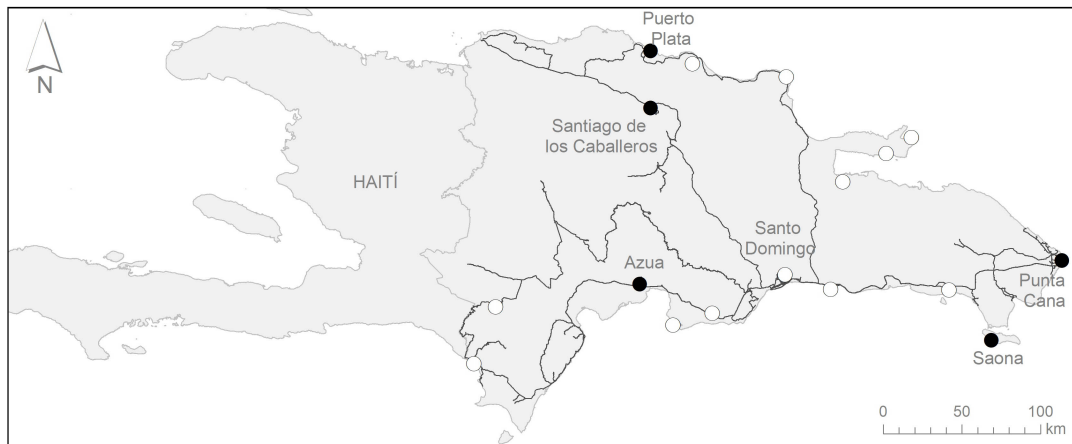 N
Puerto
Plata
Santiago de
los Caballeros
HAITÍ
Santo
Domingo
Azua
Punta
Cana
Saona
0 50 100
km